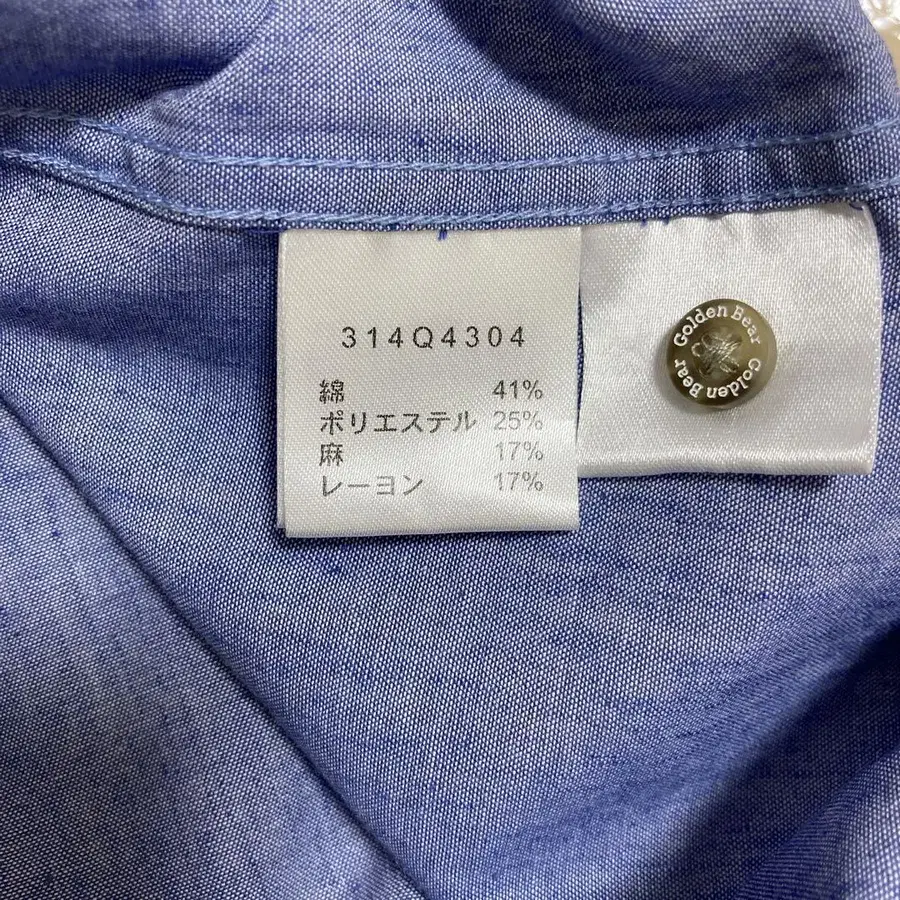 314Q4304
綿 41%
ポリエステル 25%
麻 17%
レーヨン 17%
Golden Bear
Golden Bear